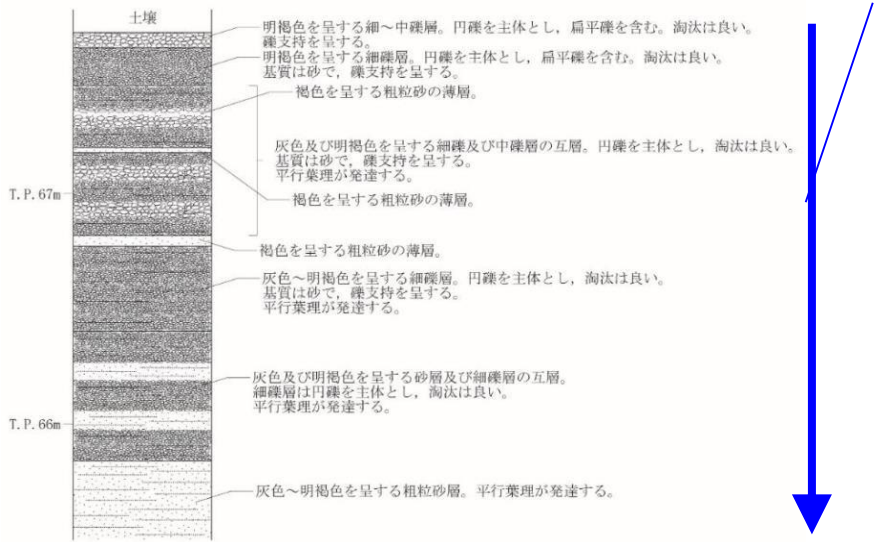 土壌
明褐色を呈する細~中礫層。円礫を主体とし，扁平礫を含む。淘汰は良い。
礫支持を呈する。
明褐色を呈する細礫層。円礫を主体とし，扁平礫を含む。淘汰は良い。
基質は砂で，礫支持を呈する。
褐色を呈する粗粒砂の薄層。
灰色及び明褐色を呈する細礫及び中礫層の互層。円礫を主体とし，淘汰は良い。
基質は砂で，礫支持を呈する。
平行葉理が発達する。
T.P.67m
褐色を呈する粗粒砂の薄層。
褐色を呈する粗粒砂の薄層。
灰色~明褐色を呈する細礫層。円礫を主体とし，淘汰は良い。
基質は砂で，礫支持を呈する。
平行葉理が発達する。
灰色及び明褐色を呈する砂層及び細礫層の互層。
細礫層は円礫を主体とし，淘汰は良い。
平行葉理が発達する。
T.P.66m
灰色~明褐色を呈する粗粒砂層。平行葉理が発達する。